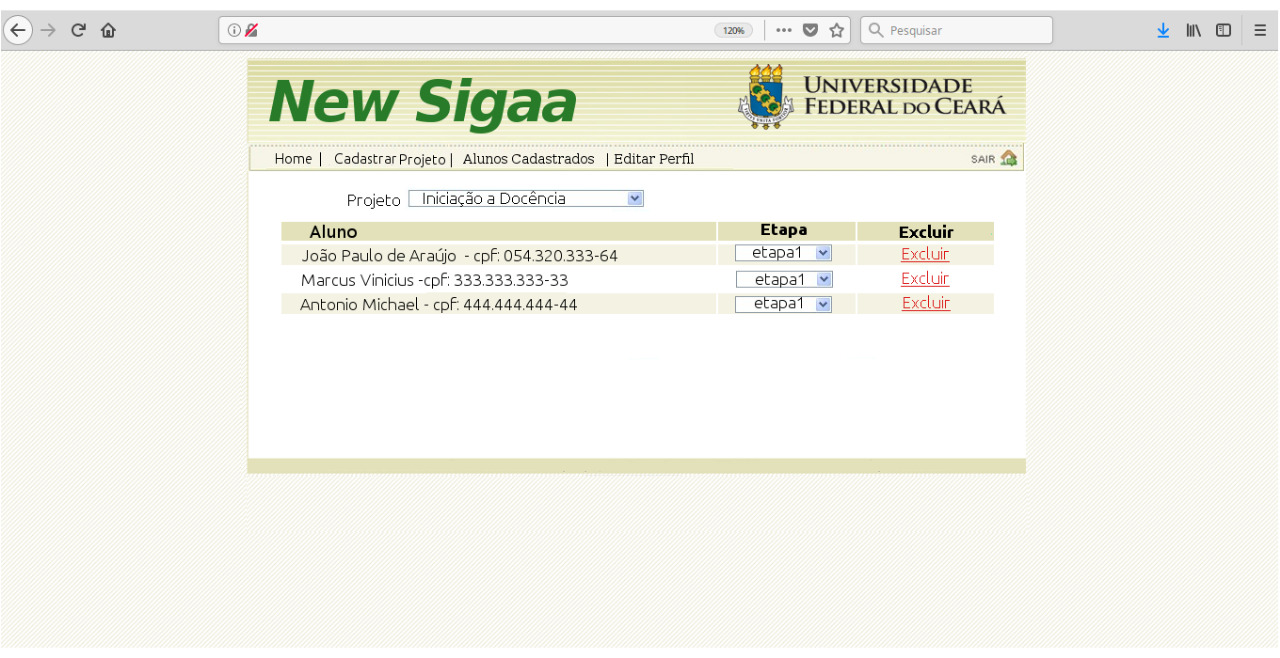 120% Pesquisar
New Sigaa
UNIVERSIDADE
FEDERAL DO CEARÁ
Home | Cadastrar Projeto | Alunos Cadastrados | Editar Perfil SAIR
Projeto Iniciação a Docência
Aluno Etapa Excluir
João Paulo de Araújo - cpf: 054.320.333-64 etapa1 Excluir
Marcus Vinicius -cpf: 333.333.333-33 etapa1 Excluir
Antonio Michael - cpf: 444.444.444-44 etapa1 Excluir